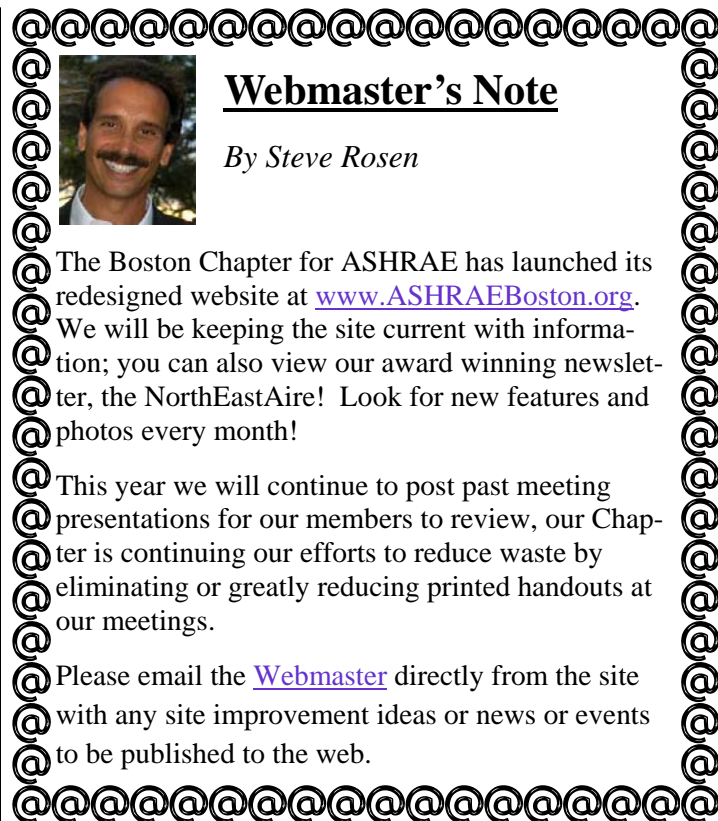 @@@@@@@@@@@@@@@@@@
Webmaster's Note
By Steve Rosen
The Boston Chapter for ASHRAE has launched its
redesigned website at www.ASHRAEBoston.org.
We will be keeping the site current with informa-
tion; you can also view our award winning newslet-
ter, the NorthEastAire!  Look for new features and
photos every month!
This year we will continue to post past meeting
presentations for our members to review, our Chap-
ter is continuing our efforts to reduce waste by
eliminating or greatly reducing printed handouts at
our meetings.
Please email the Webmaster directly from the site
with any site improvement ideas or news or events
to be published to the web.
@@@@@@@@@@@@@@@@@@